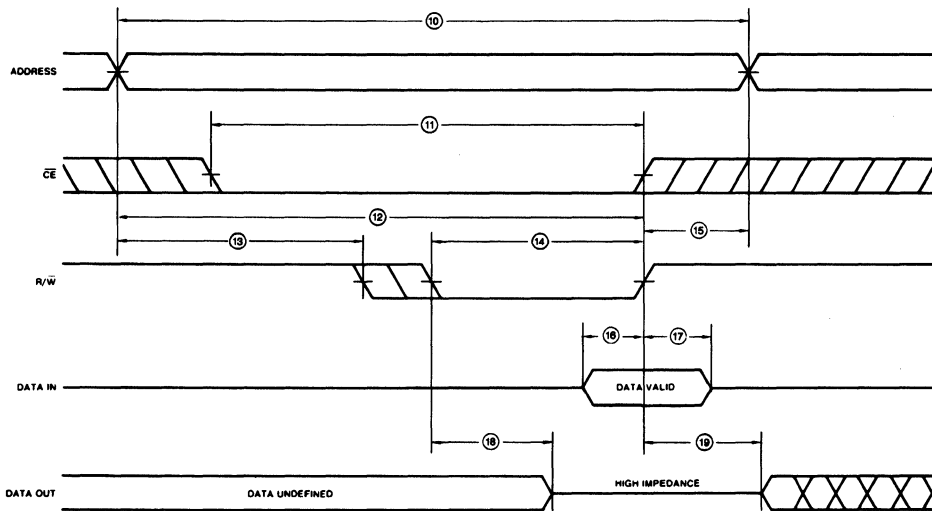 ⑩
ADDRESS
⑪
C̅E̅
⑫
⑬
⑭
⑮
R/W̅
⑯
⑰
DATA IN
DATA VALID
⑱
⑲
DATA OUT
DATA UNDEFINED
HIGH IMPEDANCE